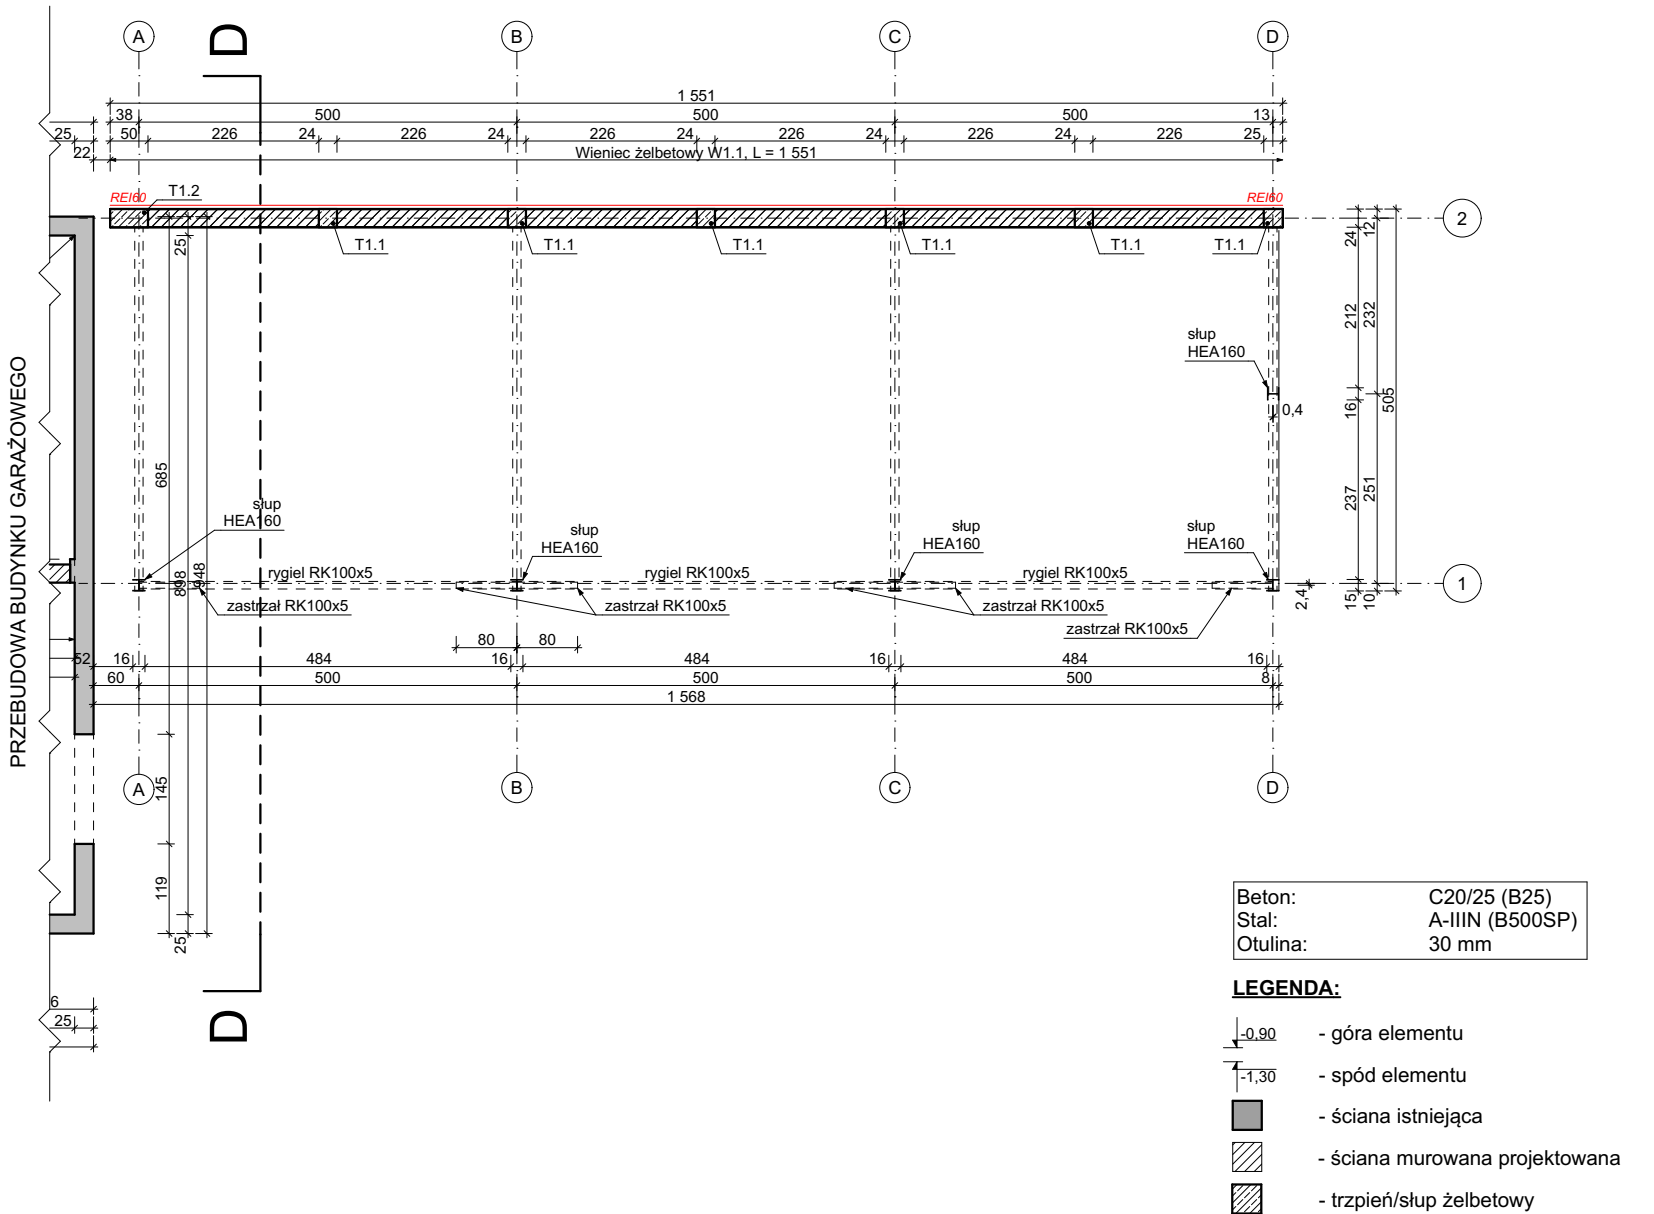 A
D
B
C
D
1 551
38
500
500
500
13
25
50
226
24
226
24
226
24
226
24
226
24
226
25
22
Wieniec żelbetowy W1.1, L = 1 551
REI60
T1.2
REI60
T1.1
T1.1
T1.1
T1.1
T1.1
T1.1
2
25
24
12
212
232
505
słup
HEA160
0,4
16
237
251
PRZEBUDOWA BUDYNKU GARAŻOWEGO
685
898
948
słup
HEA160
słup
HEA160
słup
HEA160
słup
HEA160
rygiel RK100x5
rygiel RK100x5
rygiel RK100x5
1
zastrzał RK100x5
zastrzał RK100x5
zastrzał RK100x5
zastrzał RK100x5
2,4
15
10
80
80
52
16
484
16
484
16
484
16
60
500
500
500
8
1 568
A
B
C
D
145
119
25
6
25
D
Beton: C20/25 (B25)
Stal: A-IIIN (B500SP)
Otulina: 30 mm
LEGENDA:
-0,90 - góra elementu
-1,30 - spód elementu
- ściana istniejąca
- ściana murowana projektowana
- trzpień/słup żelbetowy